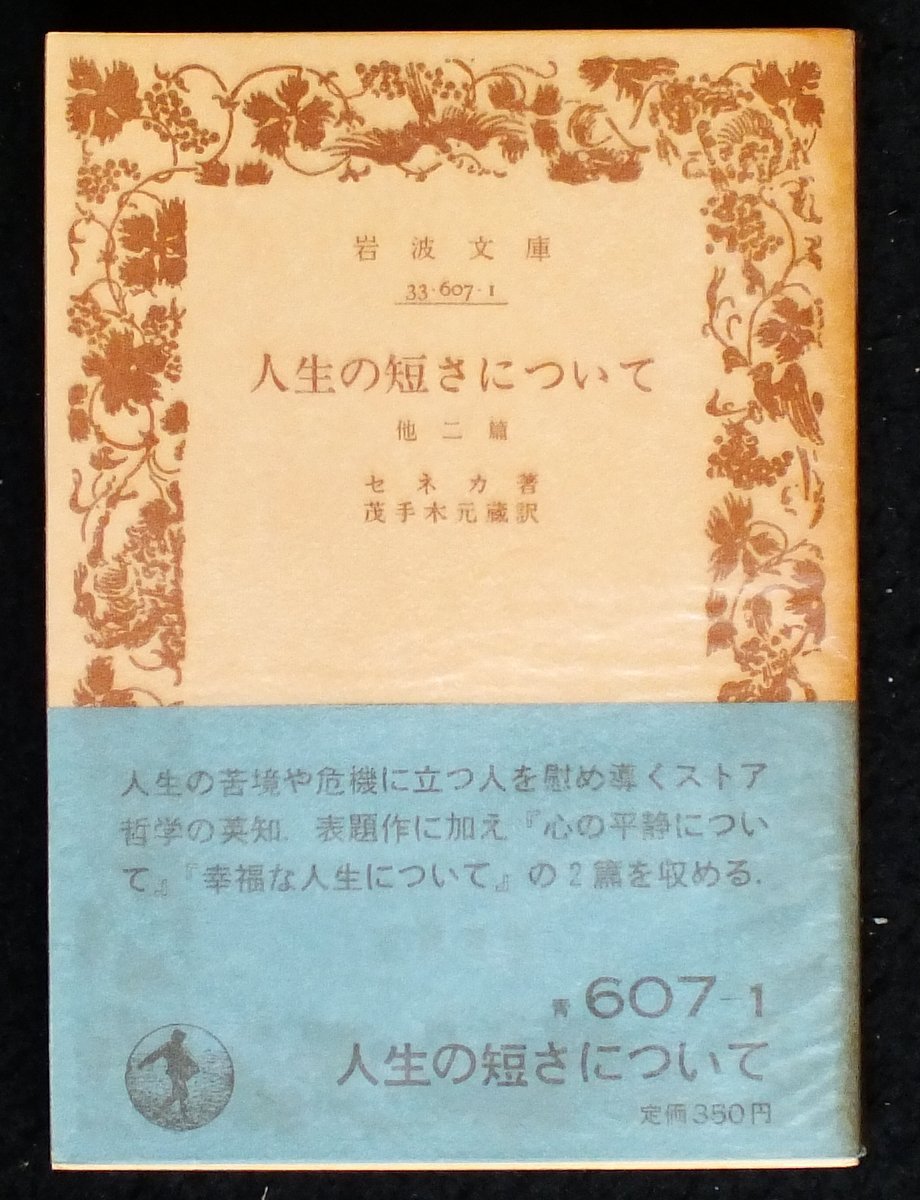 岩波文庫
33-607-1
人生の短さについて
他二篇
セネカ著
茂手木元蔵訳
人生の苦境や危機に立つ人を慰め導くストア
哲学の英知．表題作に加え『心の平静につい
て』『幸福な人生について』の2篇を収める．
青 607-1
人生の短さについて
定価350円